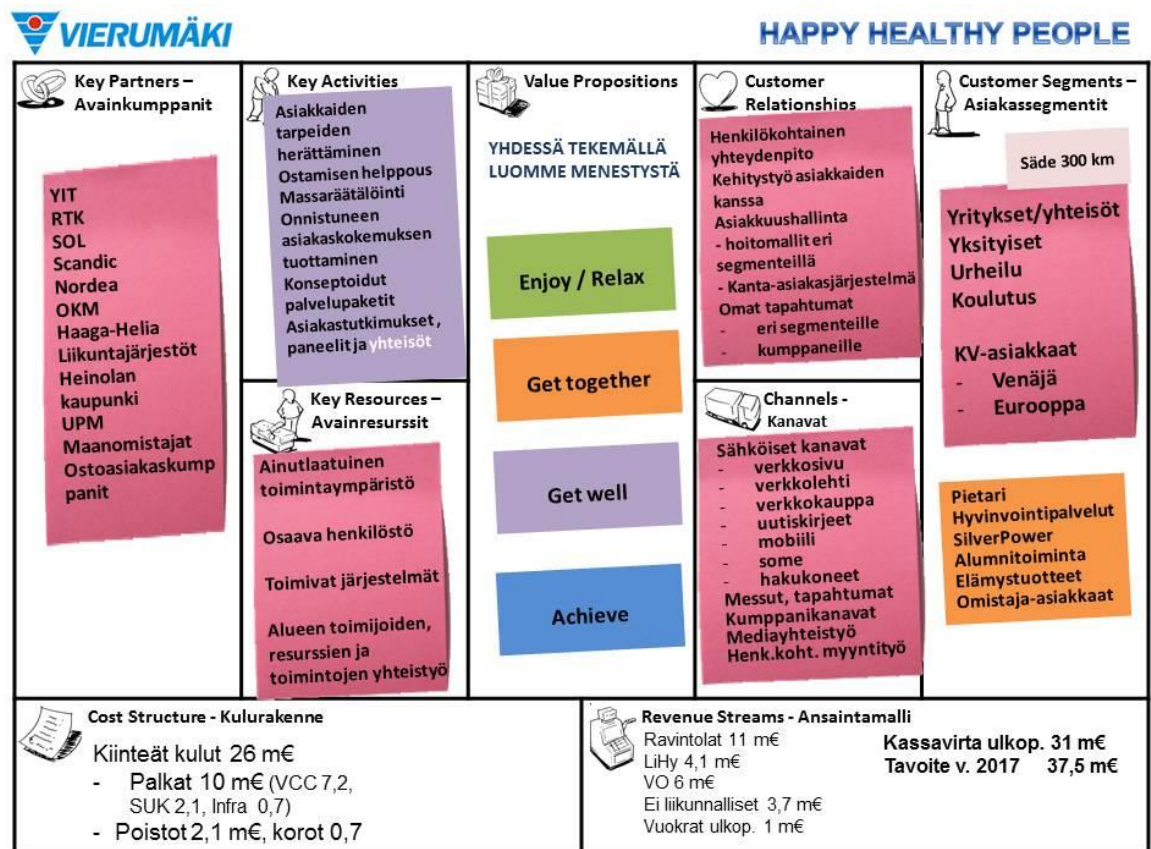 VIERUMÄKI
HAPPY HEALTHY PEOPLE
Key Partners –
Avainkumppanit
YIT
RTK
SOL
Scandic
Nordea
OKM
Haaga-Helia
Liikuntajärjestöt
Heinolan
kaupunki
UPM
Maanomistajat
Ostoasiakaskump
panit
Key Activities
Asiakkaiden
tarpeiden
herättäminen
Ostamisen helppous
Massaräätälöinti
Onnistuneen
asiakaskokemuksen
tuottaminen
Konseptoidut
palvelupaketit
Asiakastutkimukset,
paneelit ja yhteisöt
Key Resources –
Avainresurssit
Ainutlaatuinen
toimintaympäristö
Osaava henkilöstö
Toimivat järjestelmät
Alueen toimijoiden,
resurssien ja
toimintojen yhteistyö
Value Propositions
YHDESSÄ TEKEMÄLLÄ
LUOMME MENESTYSTÄ
Enjoy / Relax
Get together
Get well
Achieve
Customer
Relationships
Henkilökohtainen
yhteydenpito
Kehitystyö asiakkaiden
kanssa
Asiakkuushallinta
- hoitomallit eri
segmenteillä
- Kanta-asiakasjärjestelmä
Omat tapahtumat
- eri segmenteille
- kumppaneille
Channels -
Kanavat
Sähköiset kanavat
- verkkosivu
- verkkolehti
- verkkokauppa
- uutiskirjeet
- mobiili
- some
- hakukoneet
Messut, tapahtumat
Kumppanikanavat
Mediayhteistyö
Henk.koht. myyntityö
Customer Segments –
Asiakassegmentit
Säde 300 km
Yritykset/yhteisöt
Yksityiset
Urheilu
Koulutus
KV-asiakkaat
- Venäjä
- Eurooppa
Pietari
Hyvinvointipalvelut
SilverPower
Alumnitoiminta
Elämystuotteet
Omistaja-asiakkaat
Cost Structure - Kulurakenne
Kiinteät kulut 26 m€
- Palkat 10 m€ (VCC 7,2,
SUK 2,1, Infra 0,7)
- Poistot 2,1 m€, korot 0,7
Revenue Streams - Ansaintamalli
Ravintolat 11 m€
LiHy 4,1 m€
VO 6 m€
Ei liikunnalliset 3,7 m€
Vuokrat ulkop. 1 m€
Kassavirta ulkop. 31 m€
Tavoite v. 2017 37,5 m€